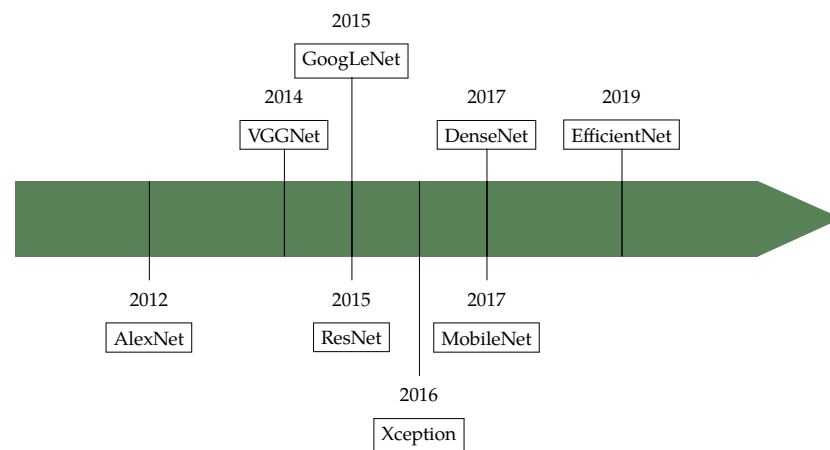 2015
GoogLeNet
2014
VGGNet
2017
DenseNet
2019
EfficientNet
2012
AlexNet
2015
ResNet
2017
MobileNet
2016
Xception